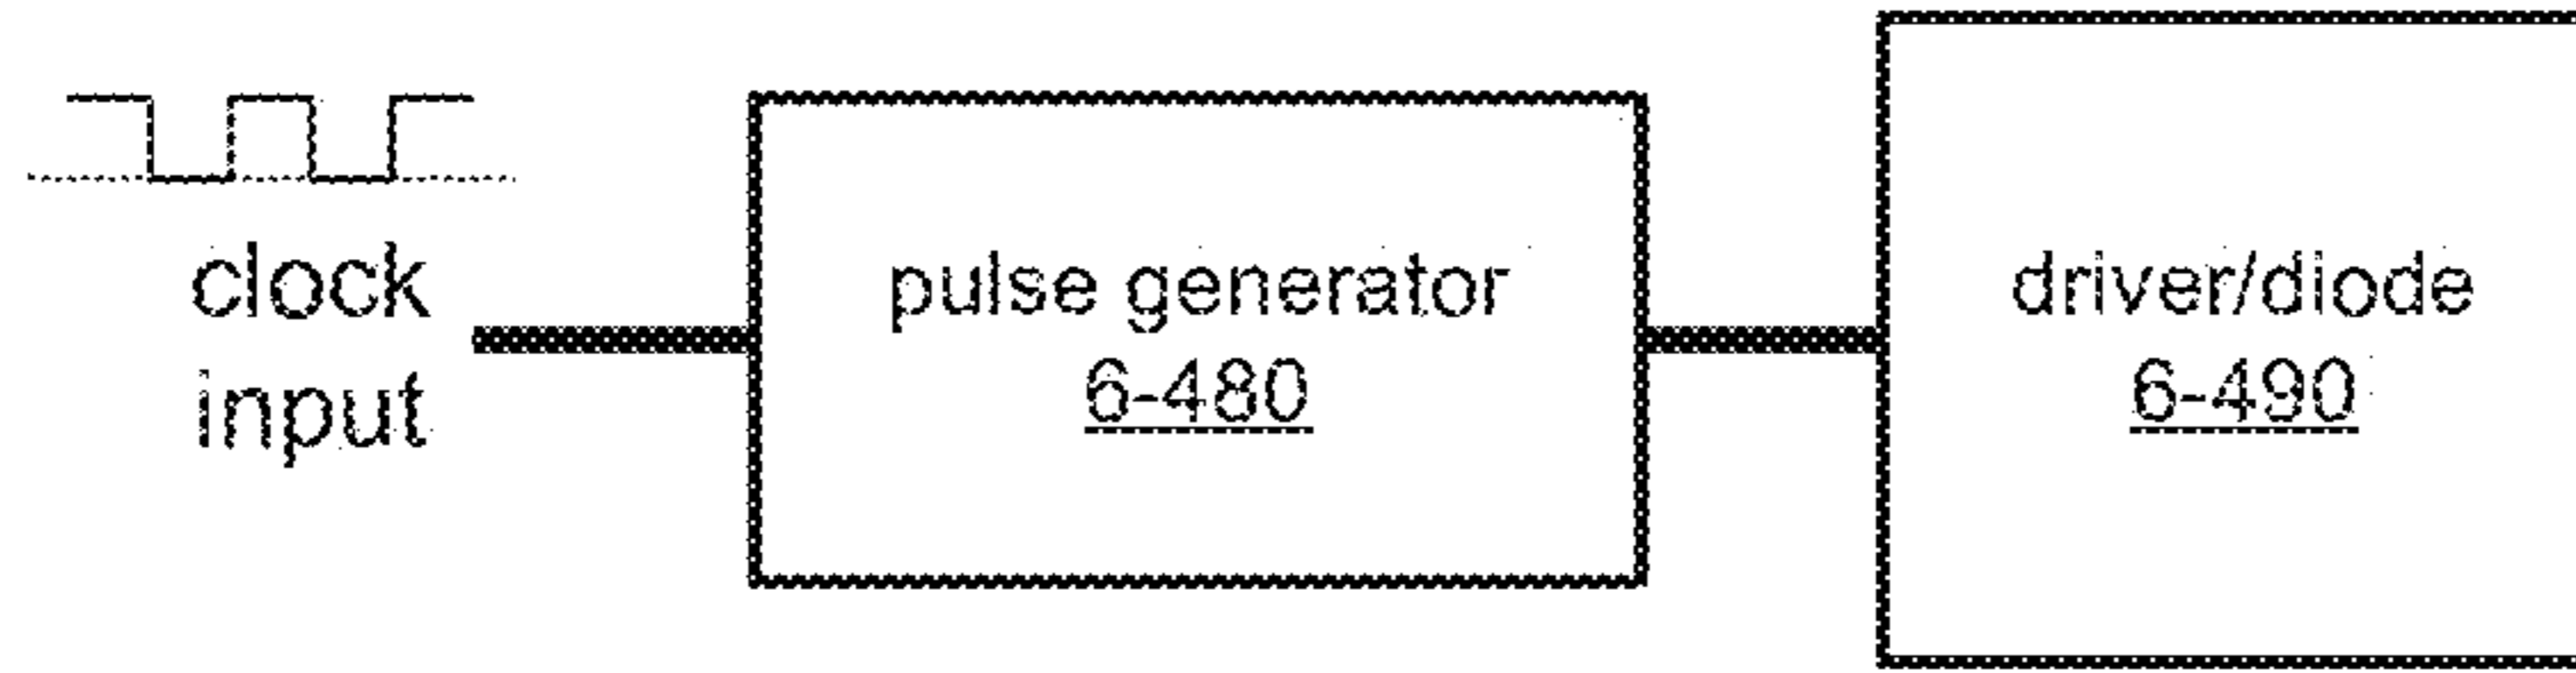 clock
input
pulse generator
6-480
driver/diode
6-490